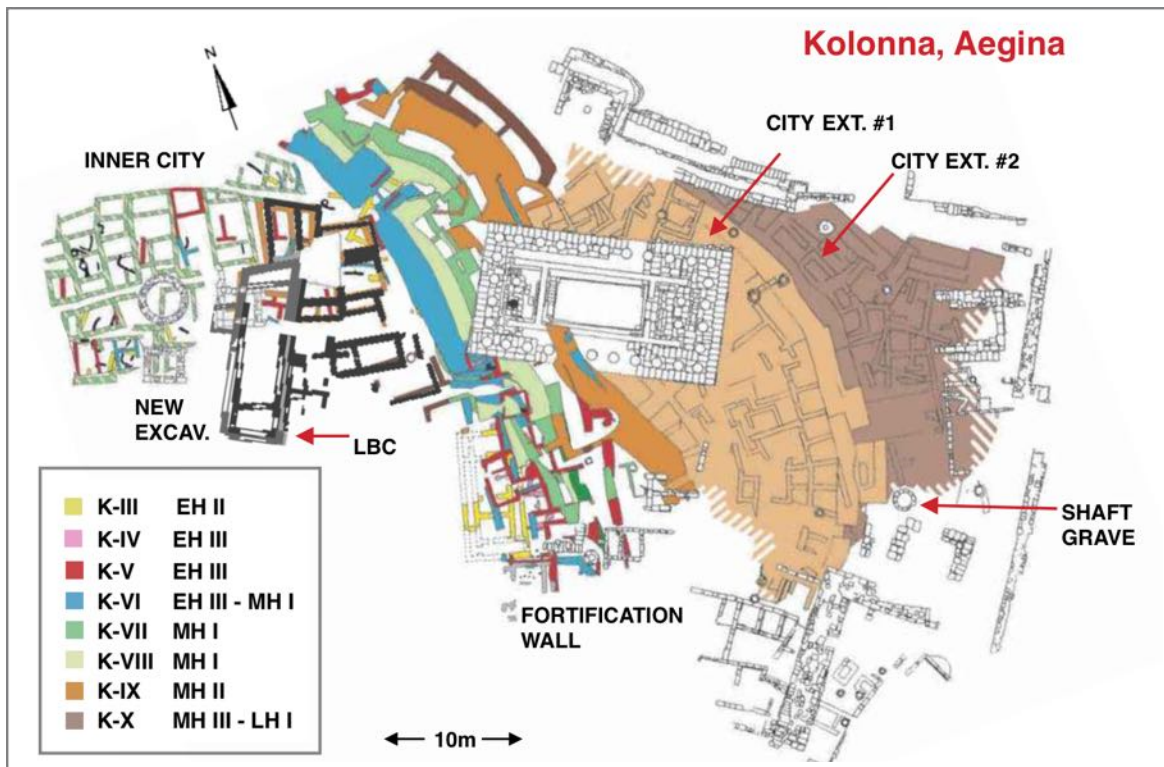 Kolonna, Aegina
N
CITY EXT. #1
INNER CITY
CITY EXT. #2
NEW
EXCAV.
LBC
SHAFT
GRAVE
FORTIFICATION
WALL
10m
K-III EH II
K-IV EH III
K-V EH III
K-VI EH III - MH I
K-VII MH I
K-VIII MH I
K-IX MH II
K-X MH III - LH I